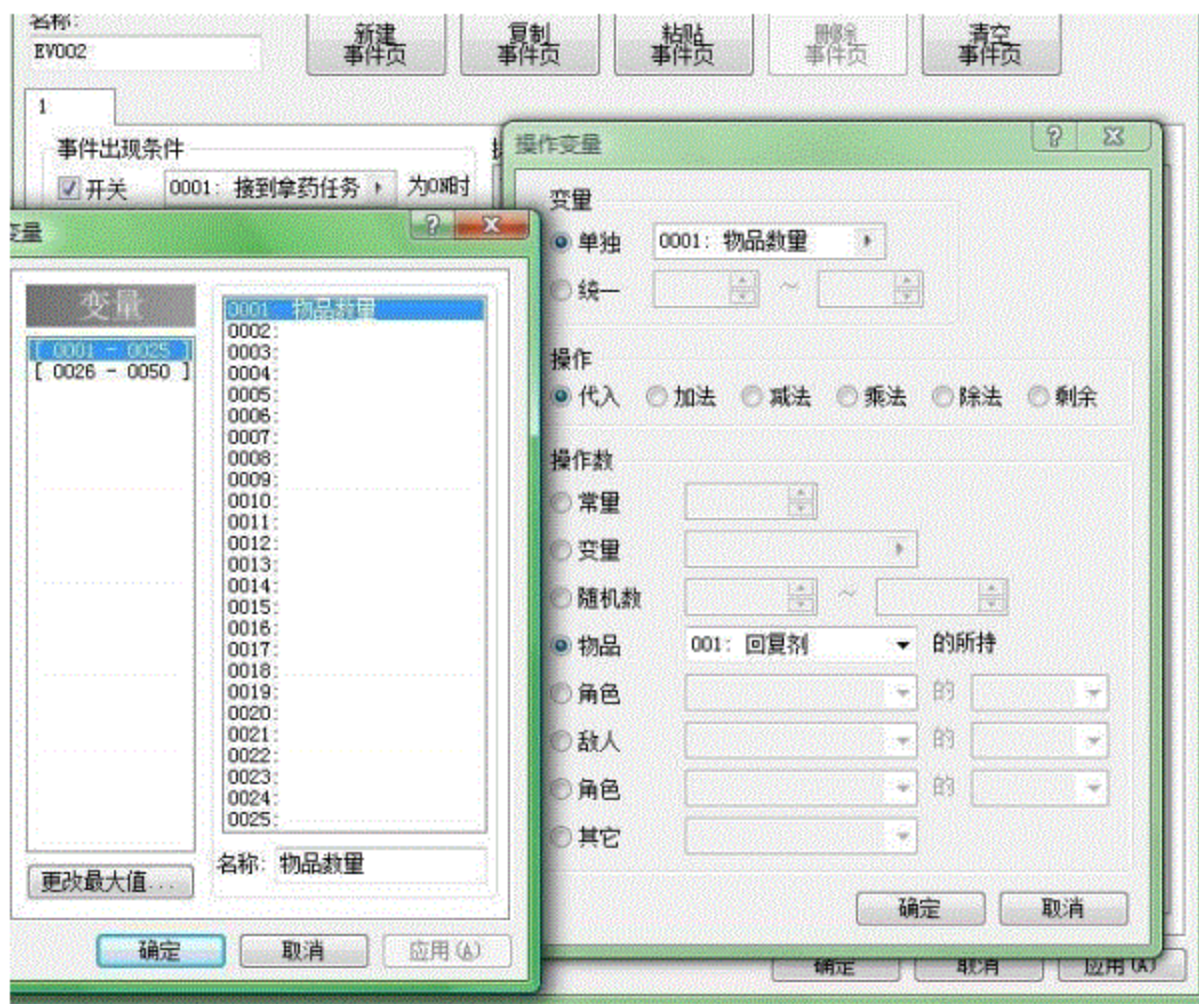 名称:
EV002
新建
事件页
复制
事件页
粘贴
事件页
删除
事件页
清空
事件页
1
事件出现条件
开关 0001: 接到拿药任务 为ON时
变量
变量
[ 0001 - 0025 ]
[ 0026 - 0050 ]
更改最大值...
0001: 物品数量
0002:
0003:
0004:
0005:
0006:
0007:
0008:
0009:
0010:
0011:
0012:
0013:
0014:
0015:
0016:
0017:
0018:
0019:
0020:
0021:
0022:
0023:
0024:
0025:
名称: 物品数量
确定 取消 应用(A)
操作变量
变量
单独 0001: 物品数量
统一 ~
操作
代入 加法 减法 乘法 除法 剩余
操作数
常量
变量
随机数 ~
物品 001: 回复剂 的所持
角色 的
敌人 的
角色 的
其它
确定 取消
确定 取消 应用(A)